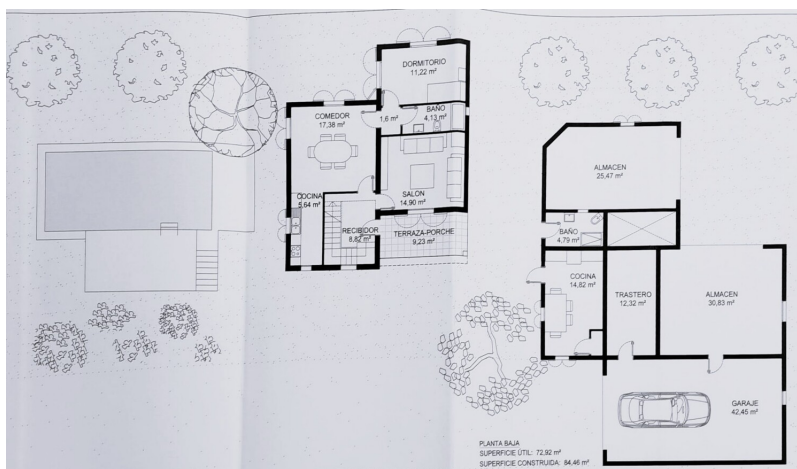 DORMITORIO
11,22 m²
COMEDOR
17,38 m²
1,6 m²
BAÑO
4,13 m²
COCINA
5,64 m²
SALON
14,90 m²
RECIBIDOR
8,82 m²
TERRAZA-PORCHE
9,23 m²
ALMACEN
25,47 m²
BAÑO
4,79 m²
COCINA
14,82 m²
TRASTERO
12,32 m²
ALMACEN
30,83 m²
GARAJE
42,45 m²
PLANTA BAJA
SUPERFICIE ÚTIL: 72,92 m²
SUPERFICIE CONSTRUIDA: 84,46 m²